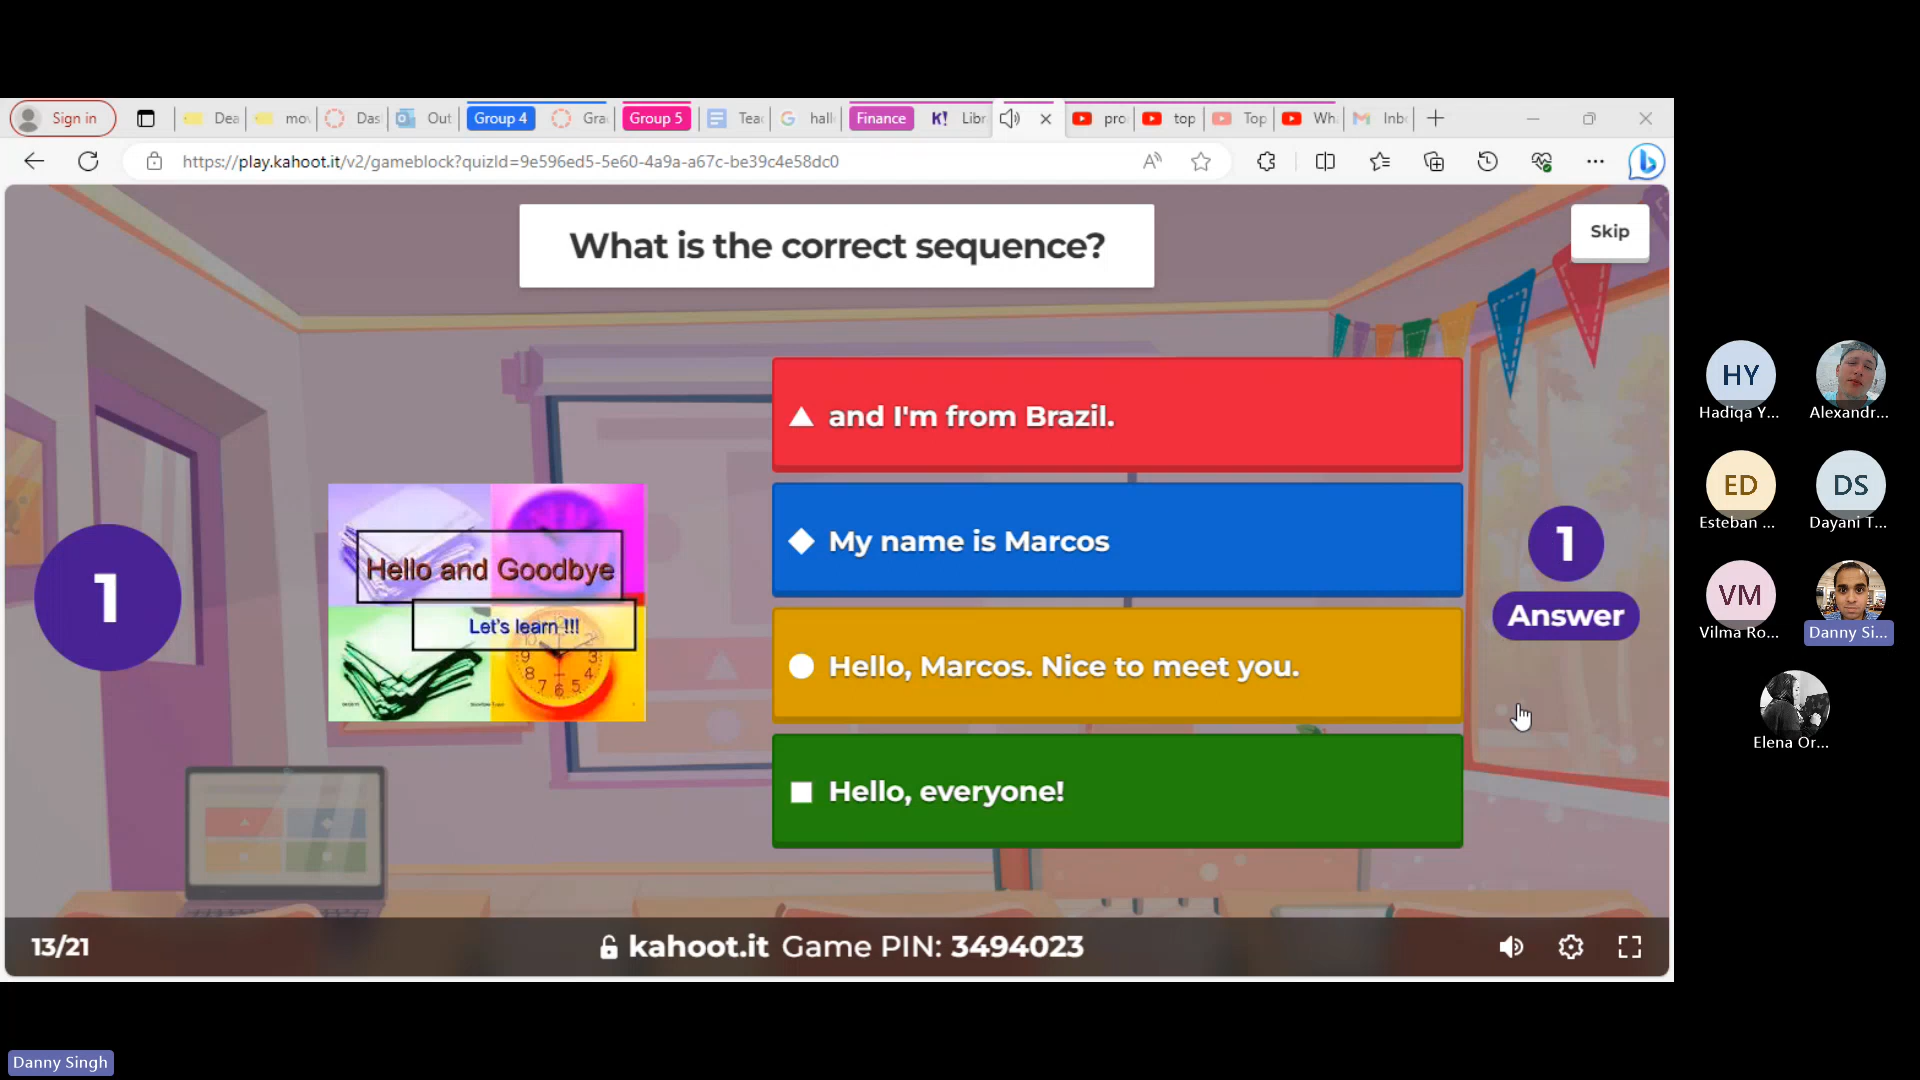 Sign in
Dea
mov
Das
Out
Group 4
Gra
Group 5
Tea
hall
Finance
K!
Libr
pro
top
Top
Wh
Inbo
https://play.kahoot.it/v2/gameblock?quizId=9e596ed5-5e60-4a9a-a67c-be39c4e58dc0
What is the correct sequence?
Skip
and I'm from Brazil.
My name is Marcos
Hello, Marcos. Nice to meet you.
Hello, everyone!
1
Hello and Goodbye
Let's learn !!!
1
Answer
13/21
kahoot.it Game PIN: 3494023
HY
Hadiqa Y...
Alexandr...
ED
Esteban ...
DS
Dayani T...
VM
Vilma Ro...
Danny Si...
Elena Or...
Danny Singh